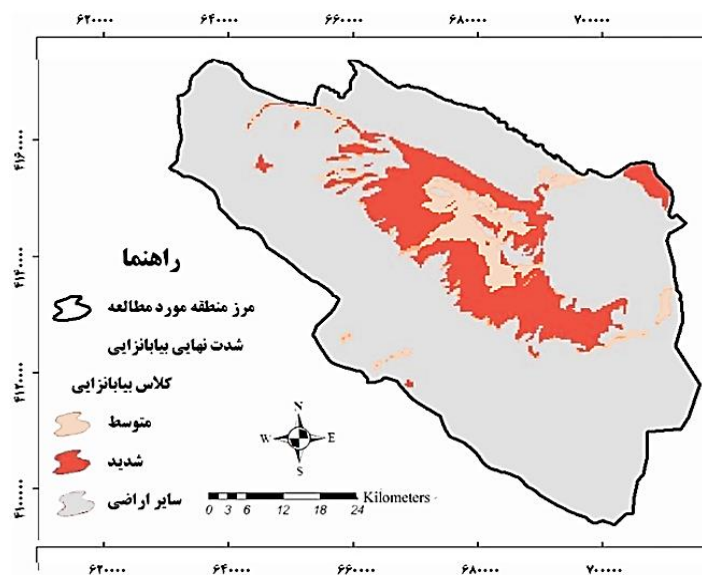 ۶۲۰۰۰۰ ۶۴۰۰۰۰ ۶۶۰۰۰۰ ۶۸۰۰۰۰ ۷۰۰۰۰۰
۴۱۶۰۰۰۰
۴۱۴۰۰۰۰
۴۱۲۰۰۰۰
۴۱۰۰۰۰۰
راهنما
مرز منطقه مورد مطالعه
شدت نهایی بیابانزایی
کلاس بیابانزایی
متوسط
شدید
سایر اراضی
N
W E
S
Kilometers
0 3 6 12 18 24
۶۲۰۰۰۰ ۶۴۰۰۰۰ ۶۶۰۰۰۰ ۶۸۰۰۰۰ ۷۰۰۰۰۰